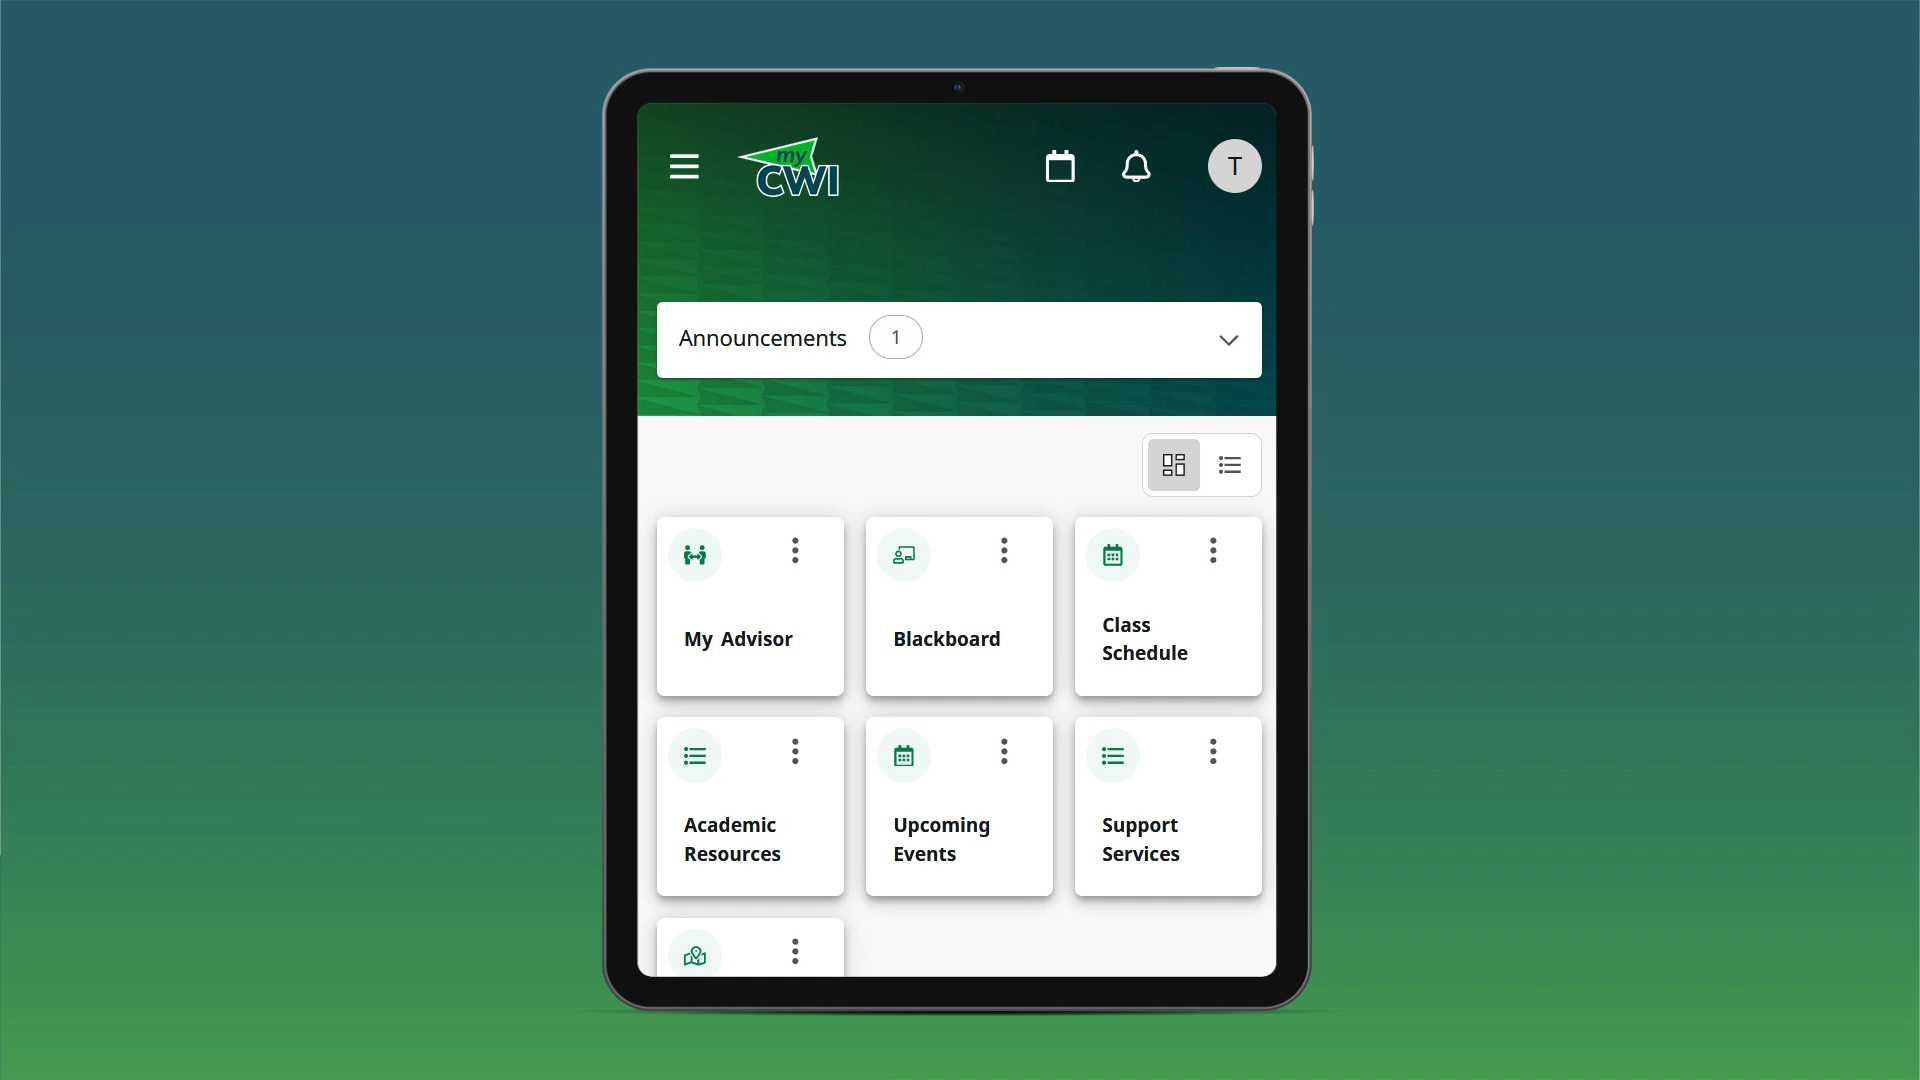 my
CWI
T
Announcements 1
My Advisor
Blackboard
Class
Schedule
Academic
Resources
Upcoming
Events
Support
Services